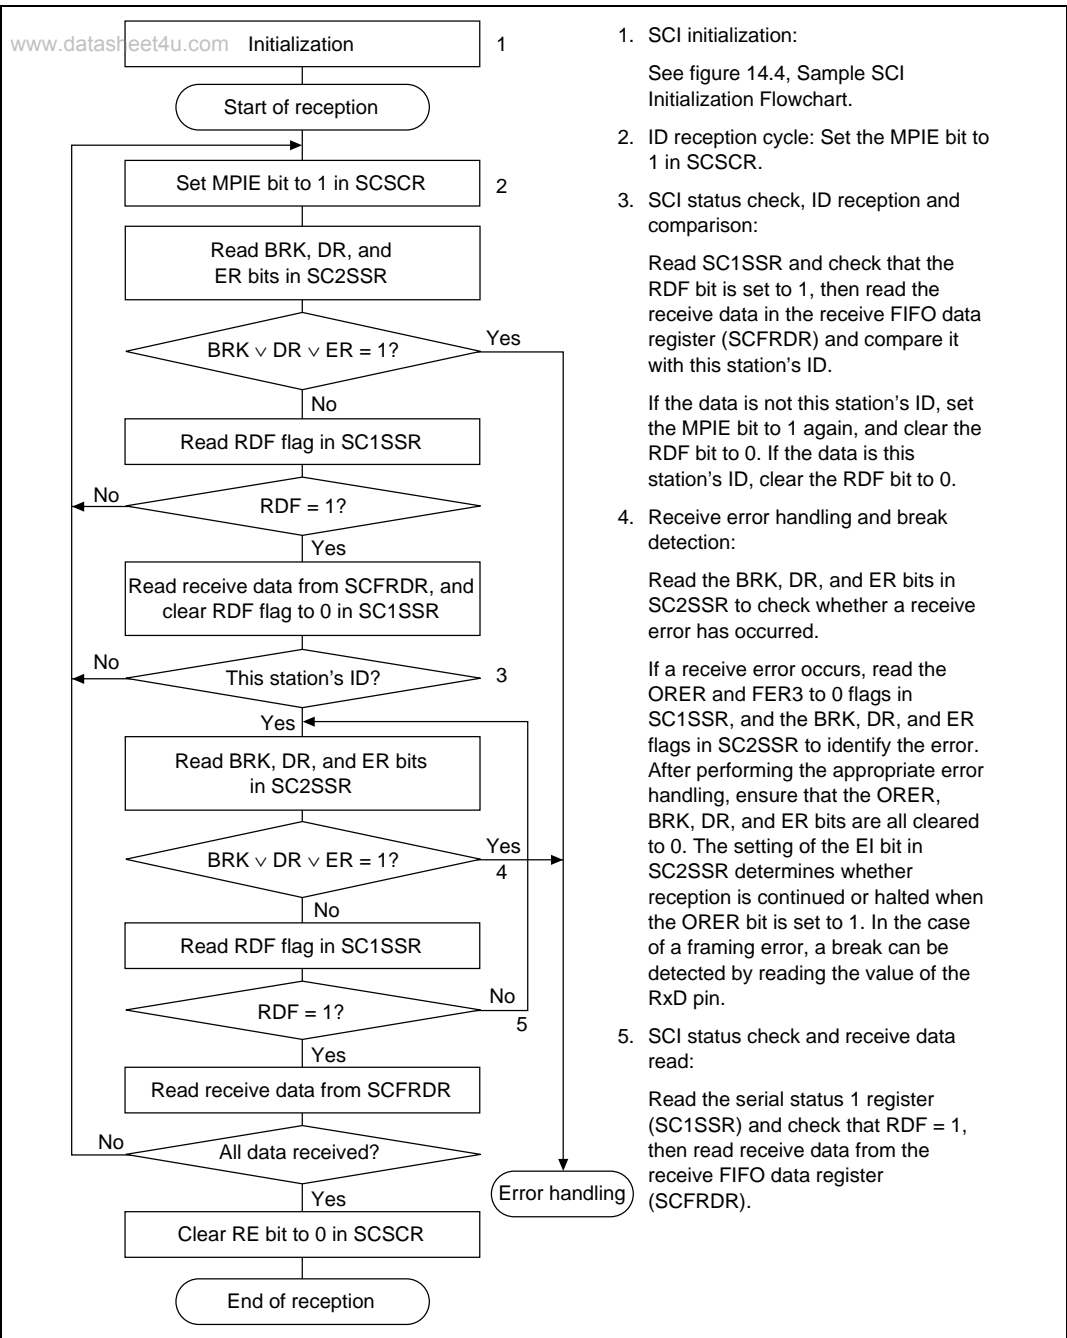 www.datasheet4u.com
Initialization
1
Start of reception
Set MPIE bit to 1 in SCSCR
2
Read BRK, DR, and
ER bits in SC2SSR
BRK ∨ DR ∨ ER = 1?
Yes
No
Read RDF flag in SC1SSR
No
RDF = 1?
Yes
Read receive data from SCFRDR, and
clear RDF flag to 0 in SC1SSR
No
This station's ID?
3
Yes
Read BRK, DR, and ER bits
in SC2SSR
BRK ∨ DR ∨ ER = 1?
Yes
4
No
Read RDF flag in SC1SSR
RDF = 1?
No
5
Yes
Read receive data from SCFRDR
No
All data received?
Yes
Error handling
Clear RE bit to 0 in SCSCR
End of reception
1. SCI initialization:
See figure 14.4, Sample SCI
Initialization Flowchart.
2. ID reception cycle: Set the MPIE bit to
1 in SCSCR.
3. SCI status check, ID reception and
comparison:
Read SC1SSR and check that the
RDF bit is set to 1, then read the
receive data in the receive FIFO data
register (SCFRDR) and compare it
with this station's ID.
If the data is not this station's ID, set
the MPIE bit to 1 again, and clear the
RDF bit to 0. If the data is this
station's ID, clear the RDF bit to 0.
4. Receive error handling and break
detection:
Read the BRK, DR, and ER bits in
SC2SSR to check whether a receive
error has occurred.
If a receive error occurs, read the
ORER and FER3 to 0 flags in
SC1SSR, and the BRK, DR, and ER
flags in SC2SSR to identify the error.
After performing the appropriate error
handling, ensure that the ORER,
BRK, DR, and ER bits are all cleared
to 0. The setting of the EI bit in
SC2SSR determines whether
reception is continued or halted when
the ORER bit is set to 1. In the case
of a framing error, a break can be
detected by reading the value of the
RxD pin.
5. SCI status check and receive data
read:
Read the serial status 1 register
(SC1SSR) and check that RDF = 1,
then read receive data from the
receive FIFO data register
(SCFRDR).